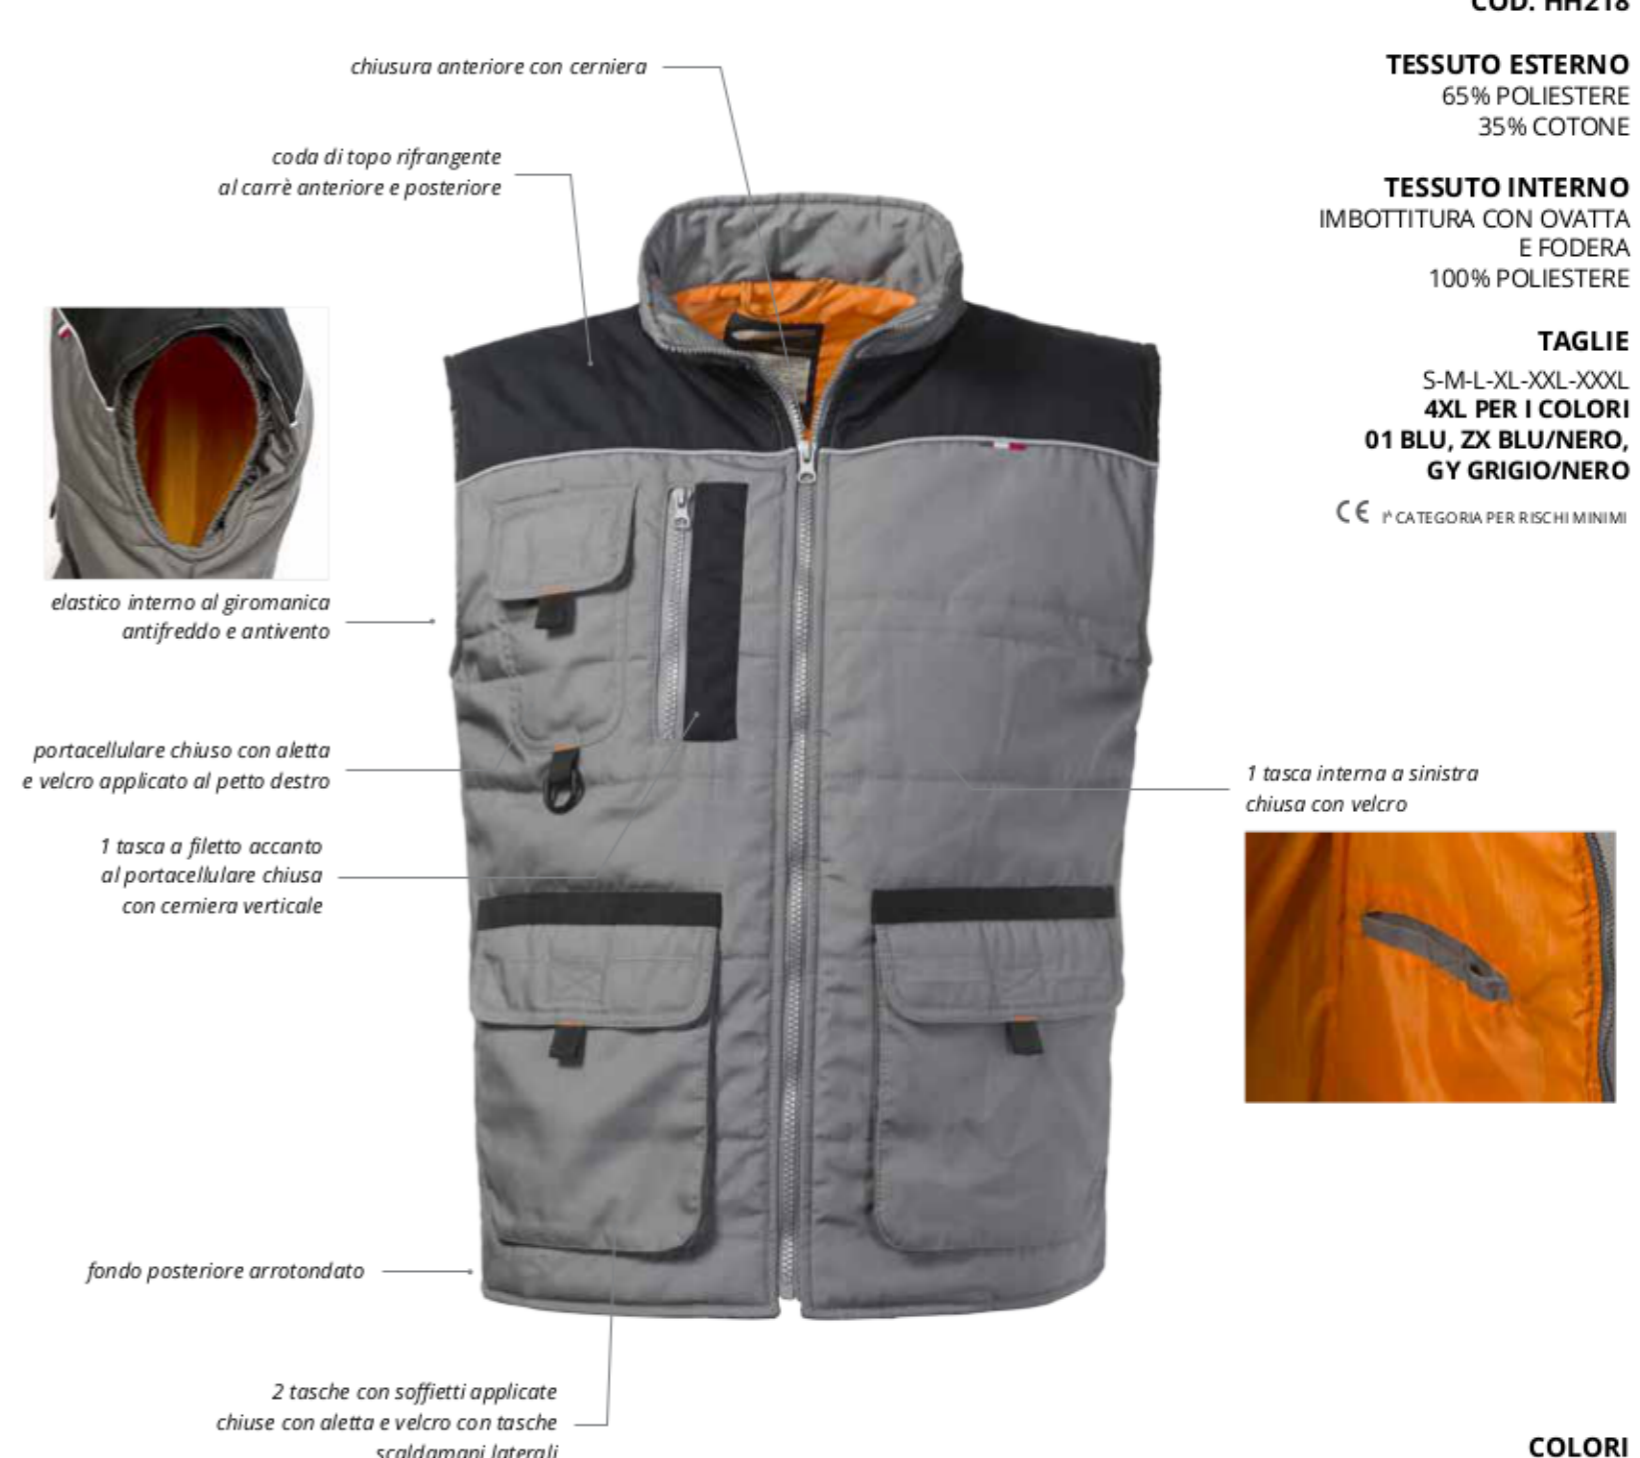 COD. HH218
chiusura anteriore con cerniera
TESSUTO ESTERNO
65% POLIESTERE
35% COTONE
coda di topo rifrangente
al carrè anteriore e posteriore
TESSUTO INTERNO
IMBOTTITURA CON OVATTA
E FODERA
100% POLIESTERE
TAGLIE
S-M-L-XL-XXL-XXXL
4XL PER I COLORI
01 BLU, ZX BLU/NERO,
GY GRIGIO/NERO
CE Iª CATEGORIA PER RISCHI MINIMI
elastico interno al giromanica
antifreddo e antivento
portacellulare chiuso con aletta
e velcro applicato al petto destro
1 tasca interna a sinistra
chiusa con velcro
1 tasca a filetto accanto
al portacellulare chiusa
con cerniera verticale
fondo posteriore arrotondato
2 tasche con soffietti applicate
chiuse con aletta e velcro con tasche
scaldamani laterali
COLORI